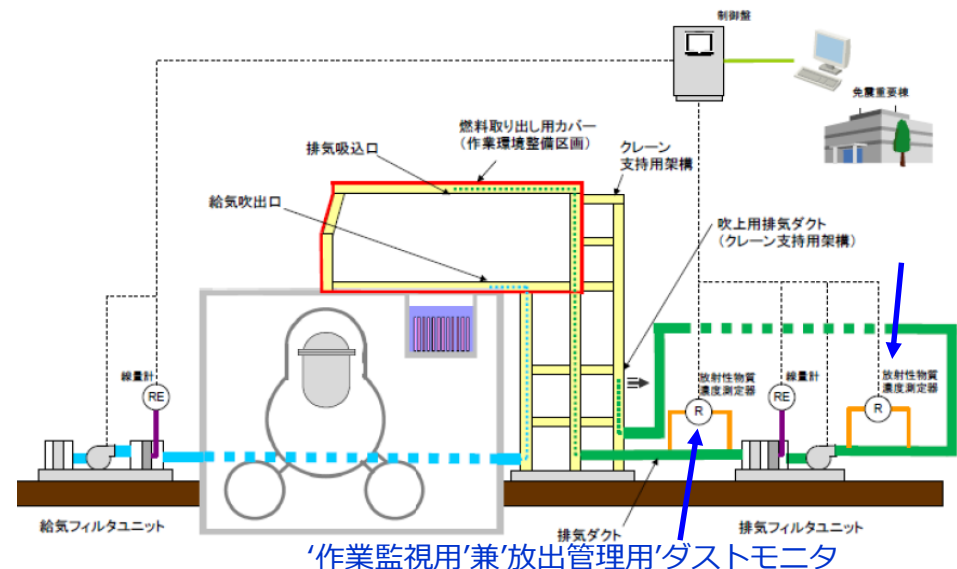 制御盤
免震重要棟
燃料取り出し用カバー
（作業環境整備区画）
排気吸込口
クレーン
支持用架構
給気吹出口
吹上用排気ダクト
（クレーン支持用架構）
線量計
RE
放射性物質
濃度測定器
R
線量計
RE
放射性物質
濃度測定器
R
給気フィルタユニット
排気ダクト
排気フィルタユニット
‘作業監視用’兼’放出管理用’ダストモニタ